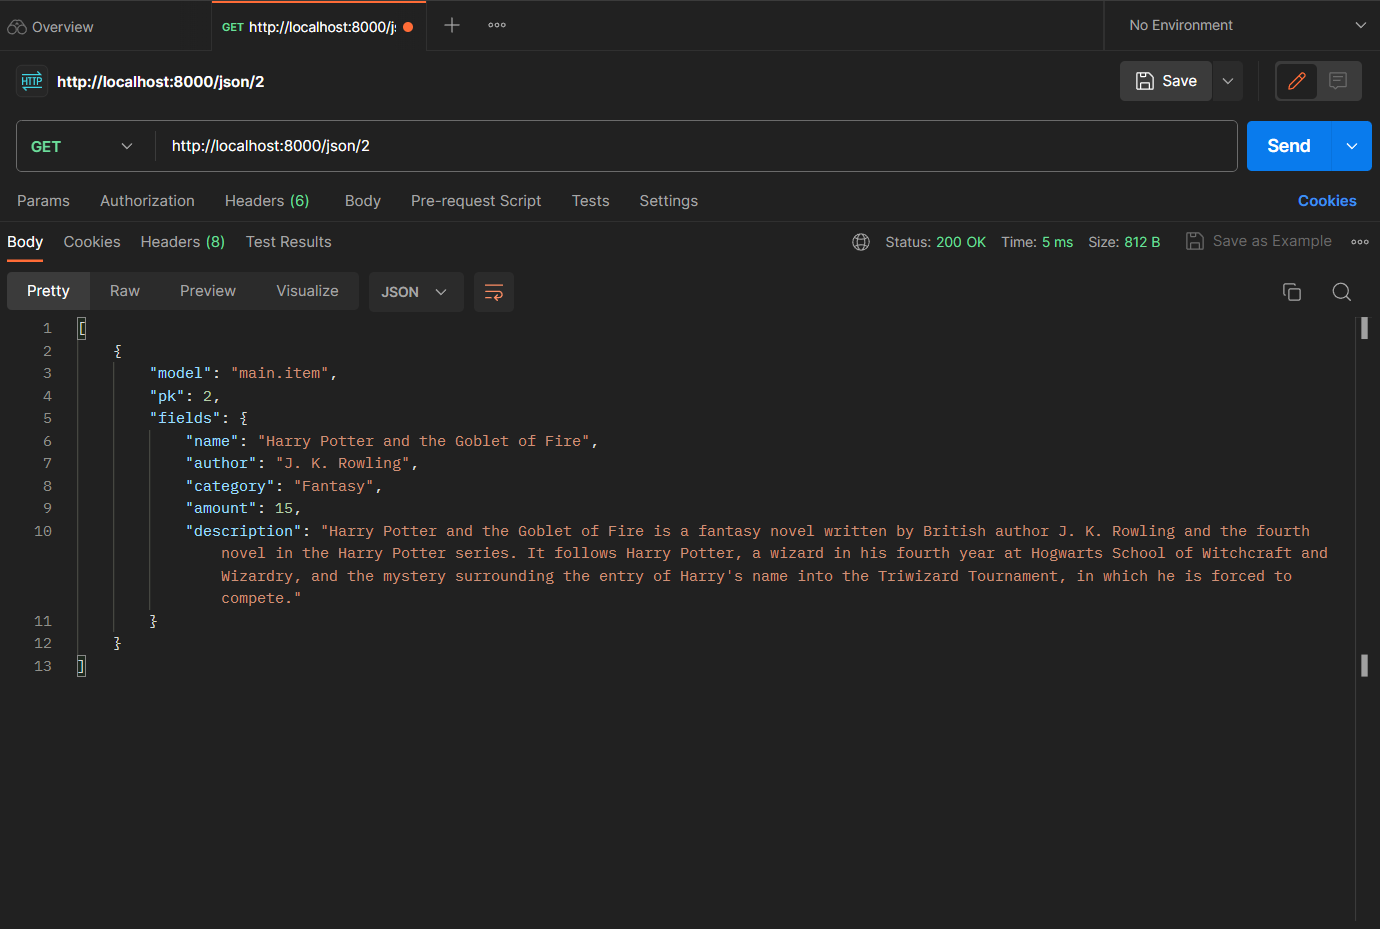 Overview
GET http://localhost:8000/j
No Environment
HTTP http://localhost:8000/json/2
Save
GET http://localhost:8000/json/2
Send
Params Authorization Headers (6) Body Pre-request Script Tests Settings Cookies
Body Cookies Headers (8) Test Results Status: 200 OK Time: 5 ms Size: 812 B Save as Example
Pretty Raw Preview Visualize JSON
1 [
2 {
3 "model": "main.item",
4 "pk": 2,
5 "fields": {
6 "name": "Harry Potter and the Goblet of Fire",
7 "author": "J. K. Rowling",
8 "category": "Fantasy",
9 "amount": 15,
10 "description": "Harry Potter and the Goblet of Fire is a fantasy novel written by British author J. K. Rowling and the fourth
novel in the Harry Potter series. It follows Harry Potter, a wizard in his fourth year at Hogwarts School of Witchcraft and
Wizardry, and the mystery surrounding the entry of Harry's name into the Triwizard Tournament, in which he is forced to
compete."
11 }
12 }
13 ]